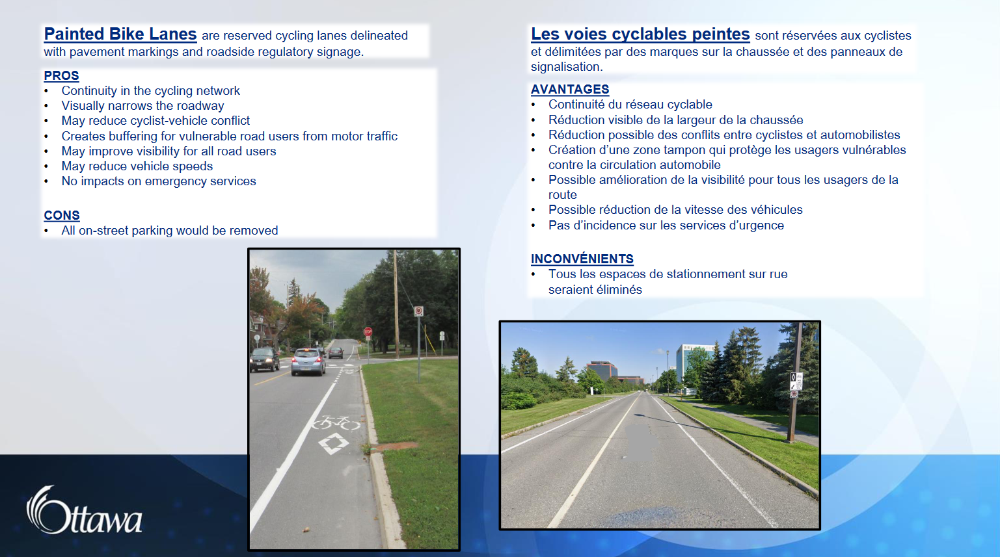 Painted Bike Lanes are reserved cycling lanes delineated
with pavement markings and roadside regulatory signage.
PROS
• Continuity in the cycling network
• Visually narrows the roadway
• May reduce cyclist-vehicle conflict
• Creates buffering for vulnerable road users from motor traffic
• May improve visibility for all road users
• May reduce vehicle speeds
• No impacts on emergency services
CONS
• All on-street parking would be removed
Les voies cyclables peintes sont réservées aux cyclistes
et délimitées par des marques sur la chaussée et des panneaux de
signalisation.
AVANTAGES
• Continuité du réseau cyclable
• Réduction visible de la largeur de la chaussée
• Réduction possible des conflits entre cyclistes et automobilistes
• Création d’une zone tampon qui protège les usagers vulnérables
contre la circulation automobile
• Possible amélioration de la visibilité pour tous les usagers de la
route
• Possible réduction de la vitesse des véhicules
• Pas d’incidence sur les services d’urgence
INCONVÉNIENTS
• Tous les espaces de stationnement sur rue
seraient éliminés
STOP
Ottawa